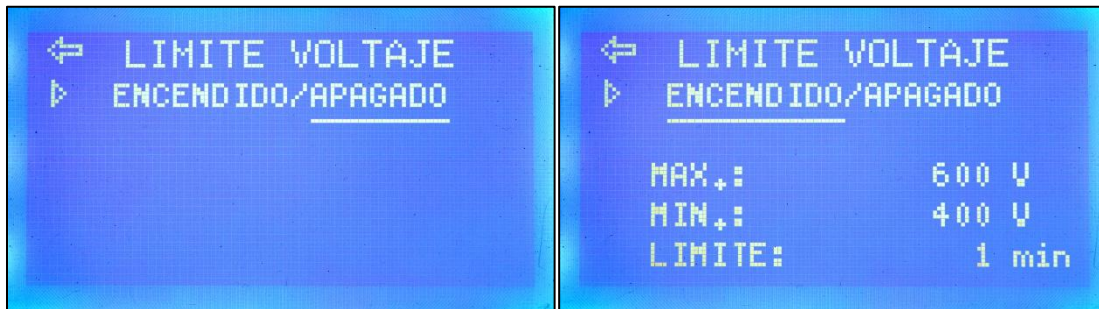 LIMITE VOLTAJE
ENCENDIDO/APAGADO
LIMITE VOLTAJE
ENCENDIDO/APAGADO
MAX.: 600 V
MIN.: 400 V
LIMITE: 1 min